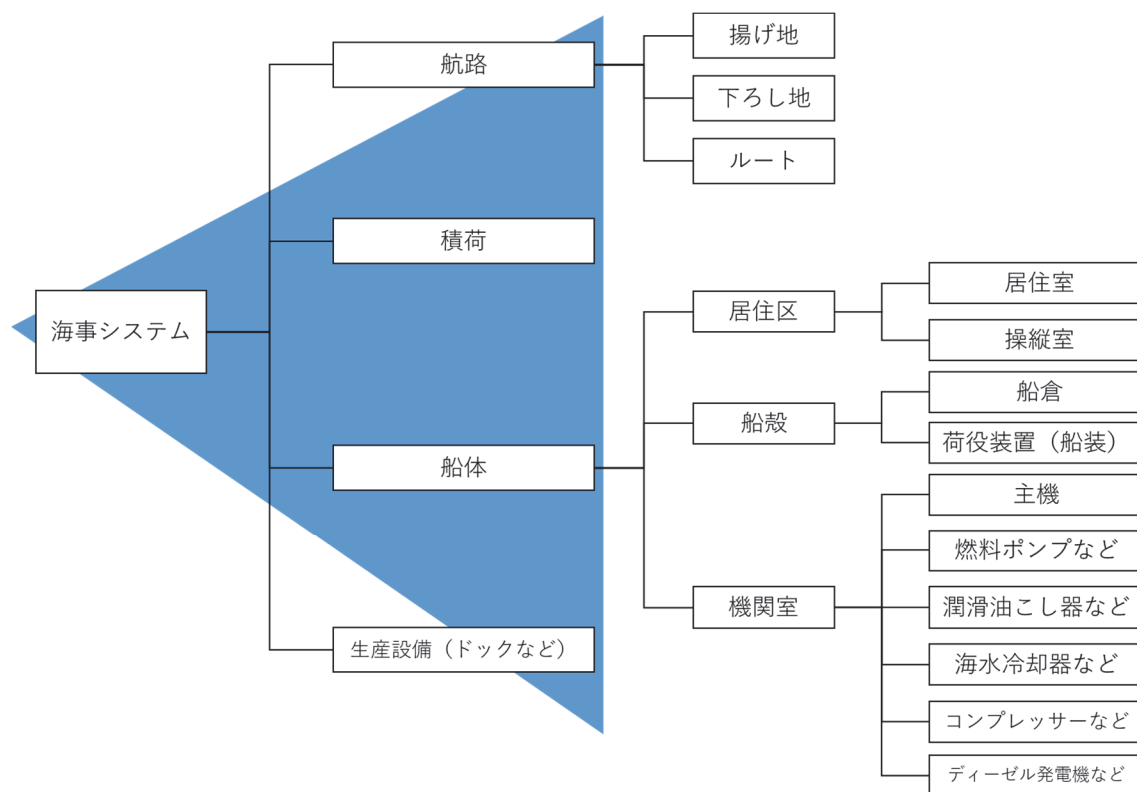 海事システム
航路
積荷
船体
生産設備（ドックなど）
揚げ地
下ろし地
ルート
居住区
船殻
機関室
居住室
操縦室
船倉
荷役装置（船装）
主機
燃料ポンプなど
潤滑油こし器など
海水冷却器など
コンプレッサーなど
ディーゼル発電機など